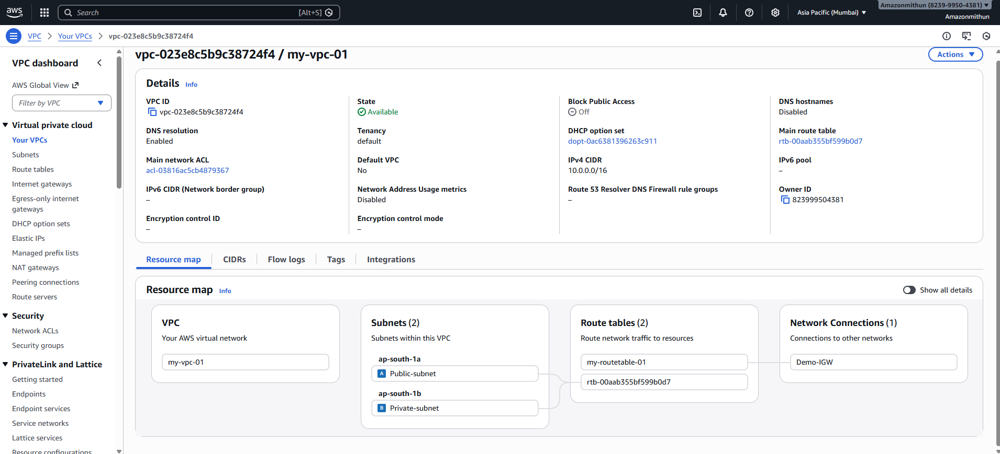 aws
Search
[Alt+S]
Asia Pacific (Mumbai)
Amazonmithun (8239-9950-4381)
Amazonmithun
VPC
Your VPCs
vpc-023e8c5b9c38724f4
VPC dashboard
AWS Global View
Filter by VPC
Virtual private cloud
Your VPCs
Subnets
Route tables
Internet gateways
Egress-only internet
gateways
DHCP option sets
Elastic IPs
Managed prefix lists
NAT gateways
Peering connections
Route servers
Security
Network ACLs
Security groups
PrivateLink and Lattice
Getting started
Endpoints
Endpoint services
Service networks
Lattice services
Resource configurations
vpc-023e8c5b9c38724f4 / my-vpc-01
Actions
Details Info
VPC ID
vpc-023e8c5b9c38724f4
State
Available
Block Public Access
Off
DNS hostnames
Disabled
DNS resolution
Enabled
Tenancy
default
DHCP option set
dopt-0ac6381396263c911
Main route table
rtb-00aab355bf599b0d7
Main network ACL
acl-03816ac5cb4879367
Default VPC
No
IPv4 CIDR
10.0.0.0/16
IPv6 pool
–
IPv6 CIDR (Network border group)
–
Network Address Usage metrics
Disabled
Route 53 Resolver DNS Firewall rule groups
–
Owner ID
823999504381
Encryption control ID
–
Encryption control mode
–
Resource map
CIDRs
Flow logs
Tags
Integrations
Resource map Info
Show all details
VPC
Your AWS virtual network
my-vpc-01
Subnets (2)
Subnets within this VPC
ap-south-1a
A Public-subnet
ap-south-1b
B Private-subnet
Route tables (2)
Route network traffic to resources
my-routetable-01
rtb-00aab355bf599b0d7
Network Connections (1)
Connections to other networks
Demo-IGW